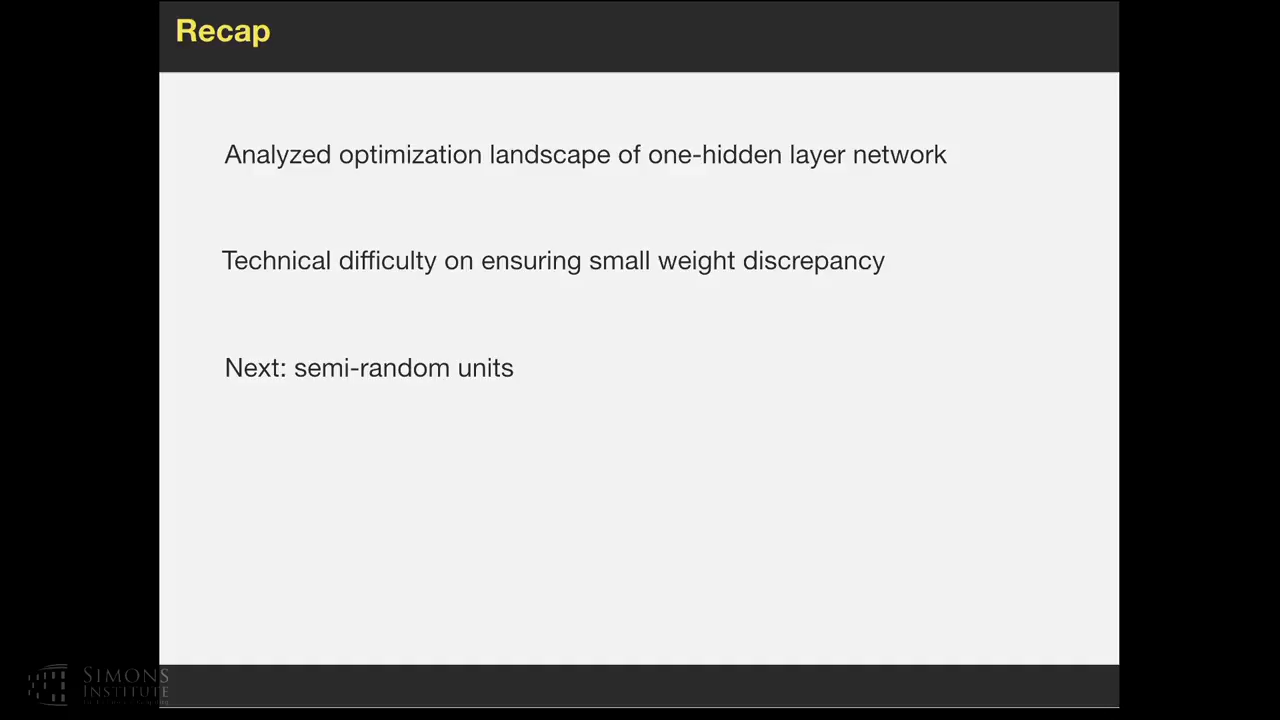 Recap
Analyzed optimization landscape of one-hidden layer network
Technical difficulty on ensuring small weight discrepancy
Next: semi-random units
SIMONS
INSTITUTE